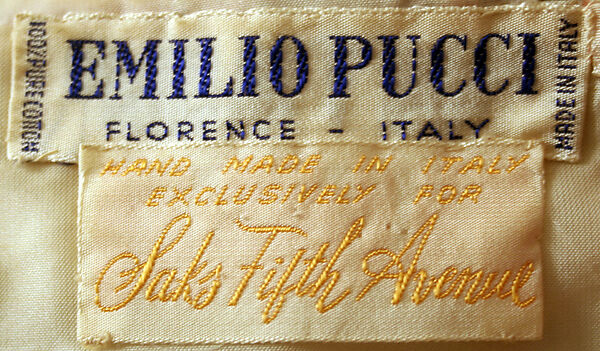 100% PURE COTTON
EMILIO PUCCI
MADE IN ITALY
FLORENCE - ITALY
HAND MADE IN ITALY
EXCLUSIVELY FOR
Saks Fifth Avenue